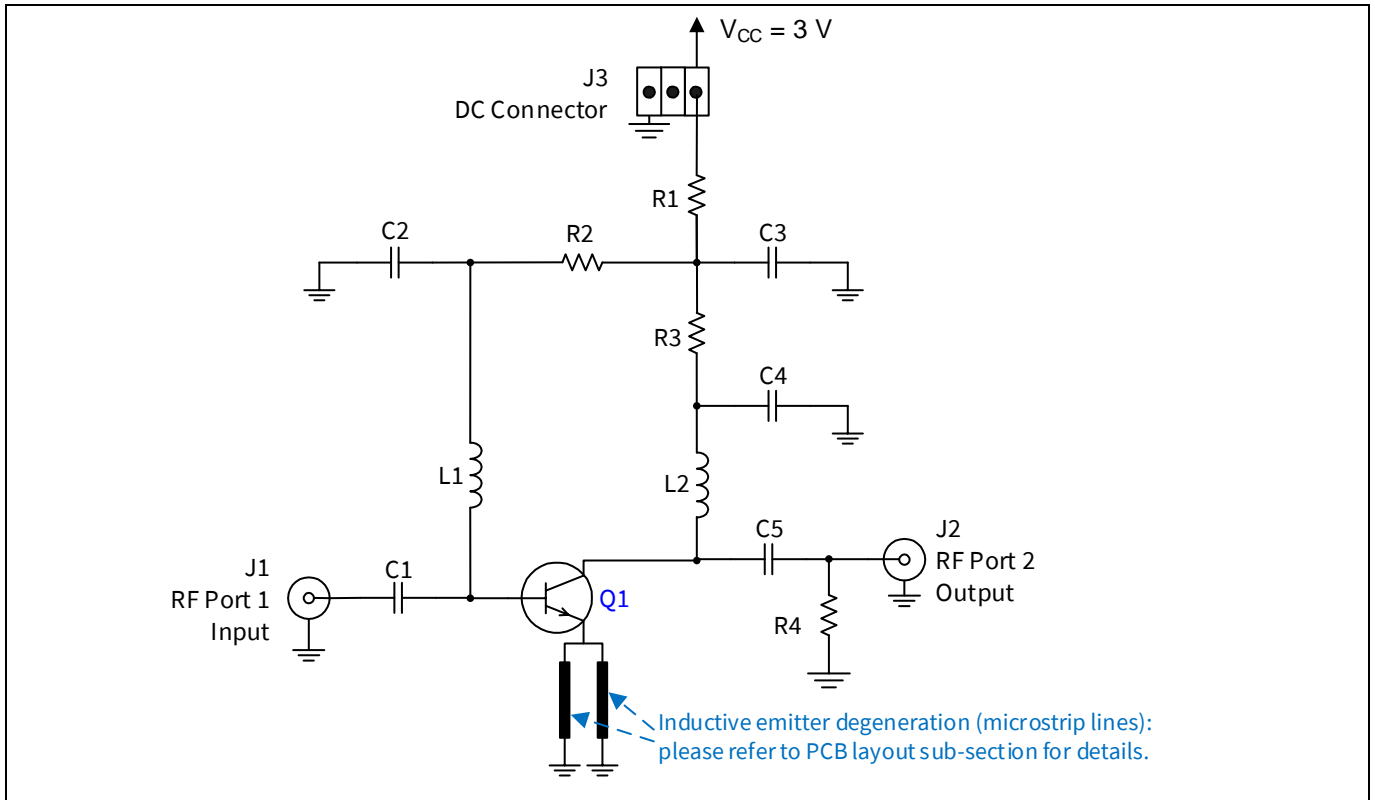 V_CC = 3 V
J3
DC Connector
R1
C2
R2
C3
R3
C4
L1
L2
C5
J2
RF Port 2
Output
J1
RF Port 1
Input
C1
Q1
R4
Inductive emitter degeneration (microstrip lines):
please refer to PCB layout sub-section for details.